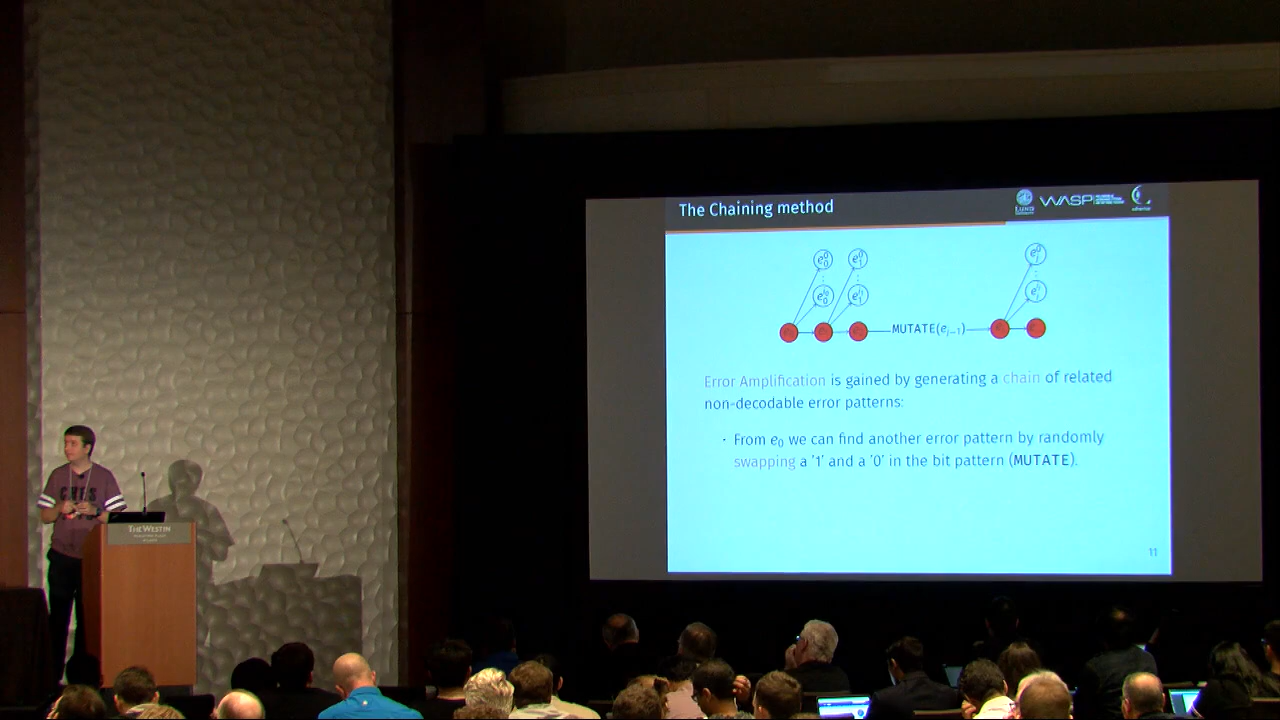 The Chaining method
LUND
WASP
MUTATE(e_{j−1})
Error Amplification is gained by generating a chain of related
non-decodable error patterns:
· From e₀ we can find another error pattern by randomly
swapping a '1' and a '0' in the bit pattern (MUTATE).
11
THE WESTIN